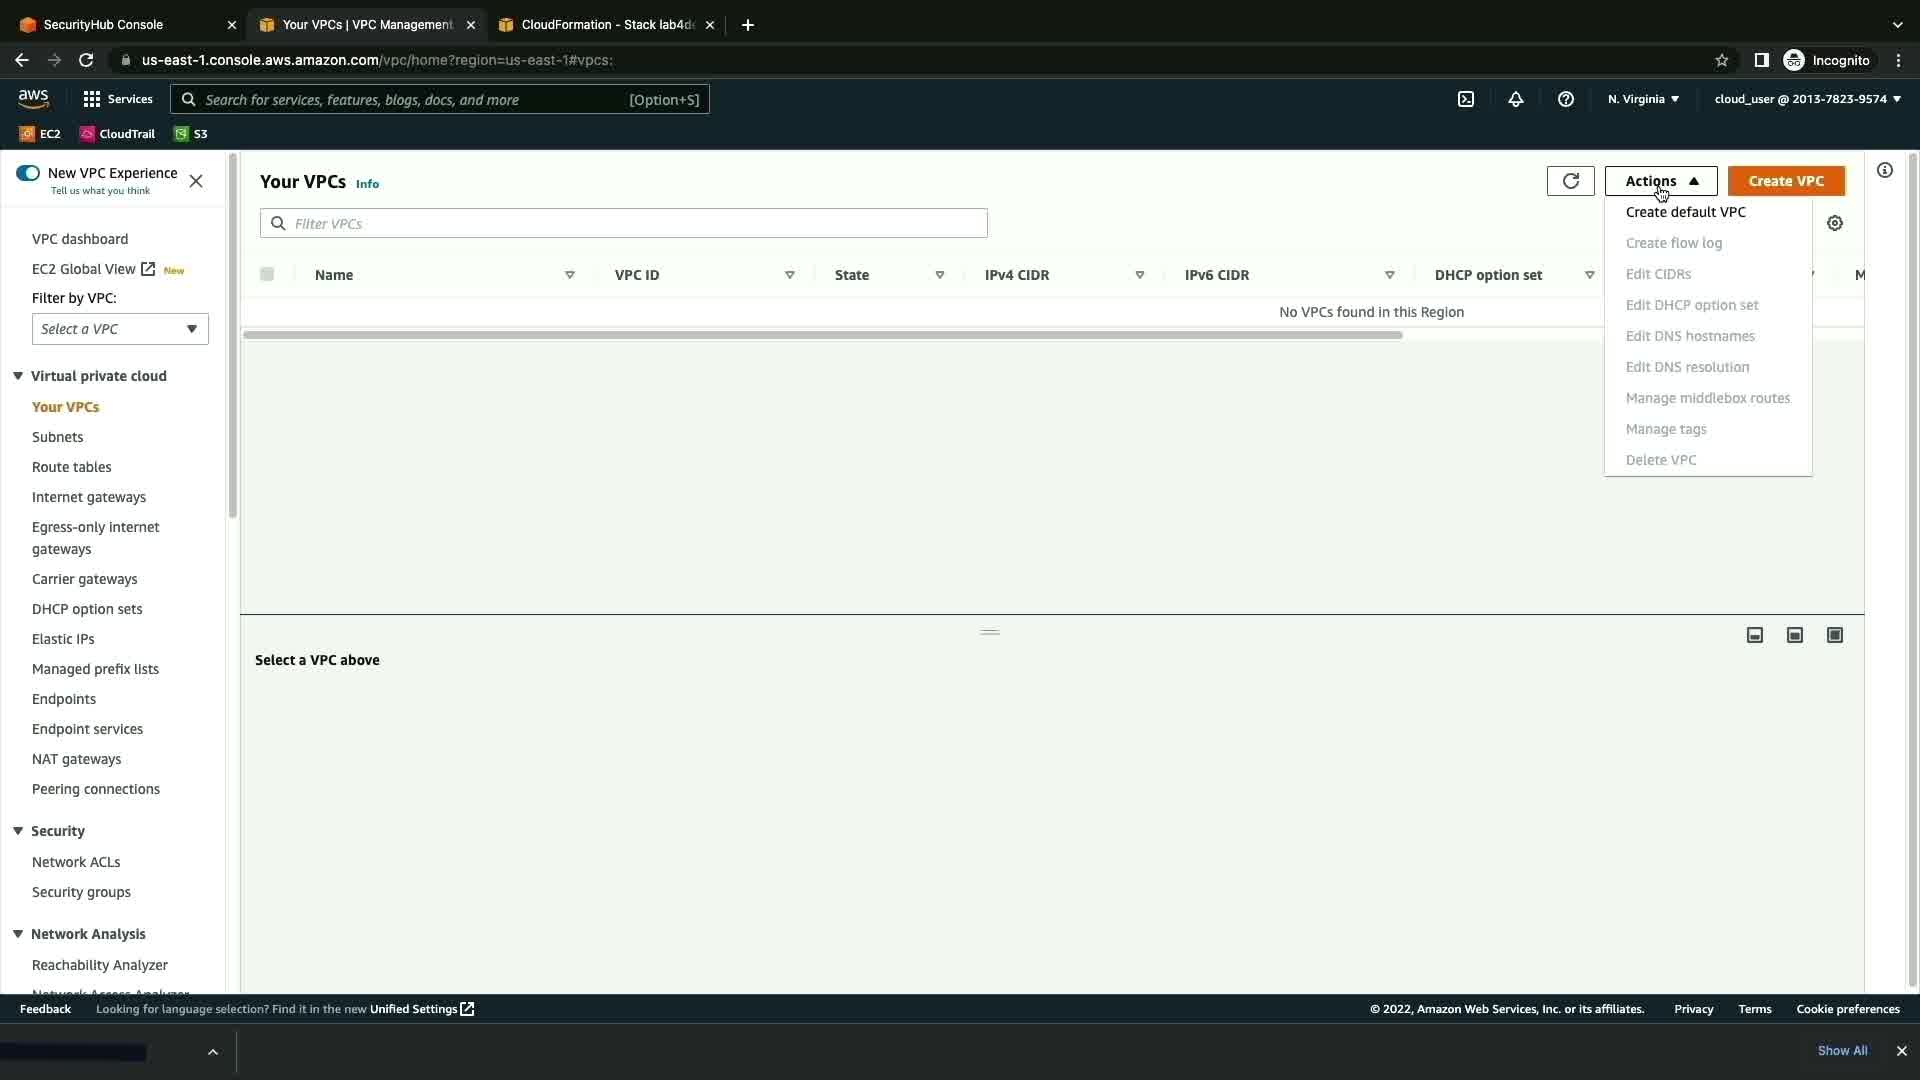 SecurityHub Console
Your VPCs | VPC Management
CloudFormation - Stack lab4de
us-east-1.console.aws.amazon.com/vpc/home?region=us-east-1#vpcs:
Incognito
aws
Services
Search for services, features, blogs, docs, and more
[Option+S]
N. Virginia
cloud_user @ 2013-7823-9574
EC2
CloudTrail
S3
New VPC Experience
Tell us what you think
VPC dashboard
EC2 Global View
New
Filter by VPC:
Select a VPC
Virtual private cloud
Your VPCs
Subnets
Route tables
Internet gateways
Egress-only internet
gateways
Carrier gateways
DHCP option sets
Elastic IPs
Managed prefix lists
Endpoints
Endpoint services
NAT gateways
Peering connections
Security
Network ACLs
Security groups
Network Analysis
Reachability Analyzer
Network Access Analyzer
Your VPCs
Info
Actions
Create VPC
Filter VPCs
Name
VPC ID
State
IPv4 CIDR
IPv6 CIDR
DHCP option set
M
No VPCs found in this Region
Create default VPC
Create flow log
Edit CIDRs
Edit DHCP option set
Edit DNS hostnames
Edit DNS resolution
Manage middlebox routes
Manage tags
Delete VPC
Select a VPC above
Feedback
Looking for language selection? Find it in the new Unified Settings
© 2022, Amazon Web Services, Inc. or its affiliates.
Privacy
Terms
Cookie preferences
Show All